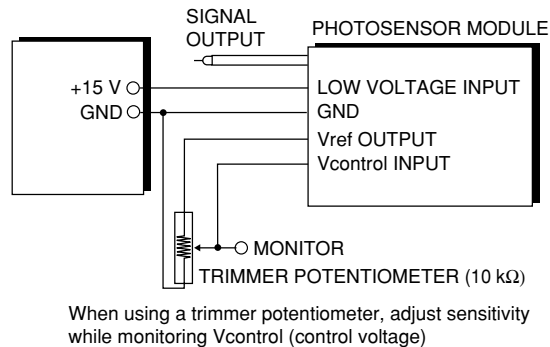 SIGNAL
OUTPUT
PHOTOSENSOR MODULE
+15 V
GND
LOW VOLTAGE INPUT
GND
Vref OUTPUT
Vcontrol INPUT
MONITOR
TRIMMER POTENTIOMETER (10 kΩ)
When using a trimmer potentiometer, adjust sensitivity
while monitoring Vcontrol (control voltage)